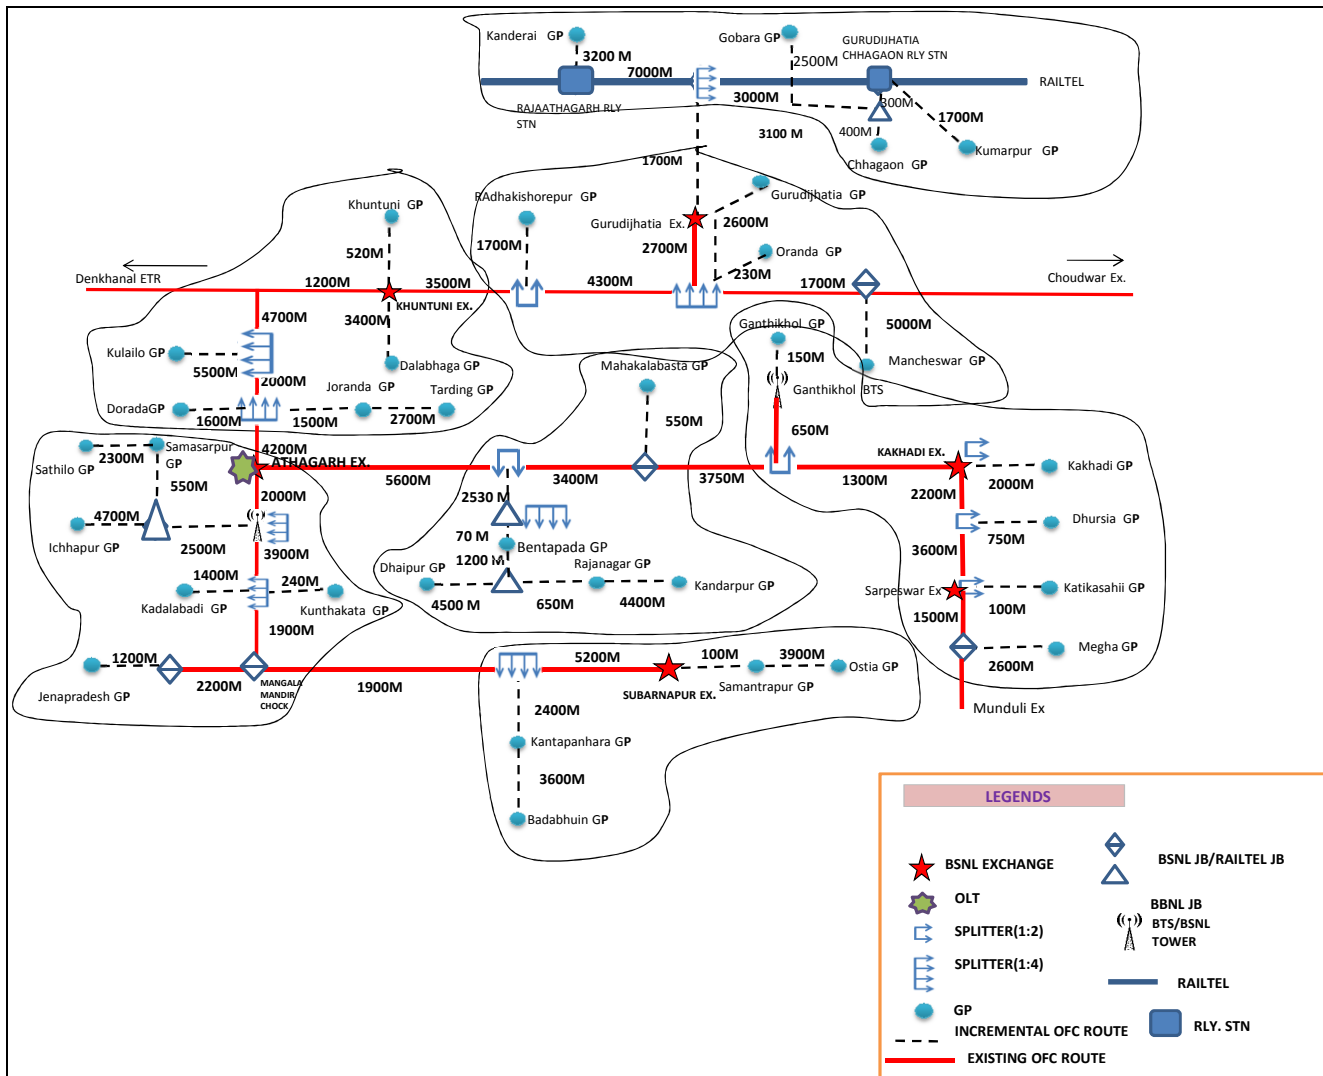 Kanderai GP
3200 M
7000M
Gobara GP
2500M
GURUDIJHATIA
CHHAGAON RLY STN
RAILTEL
RAJAATHAGARH RLY
STN
3000M
300M
3100 M
400M
1700M
Chhagaon GP
Kumarpur GP
1700M
Khuntuni GP
520M
RAdhakishorepur GP
1700M
Gurudijhatia GP
Gurudijhatia Ex.
2600M
2700M
Oranda GP
230M
Denkhanal ETR
1200M
3500M
4300M
1700M
Choudwar Ex.
KHUNTUNI EX.
4700M
3400M
5000M
Kulailo GP
5500M
2000M
Dalabhaga GP
Joranda GP
Tarding GP
DoradaGP
1600M
1500M
2700M
Mahakalabasta GP
550M
Ganthikhol GP
150M
Ganthikhol BTS
650M
Mancheswar GP
4200M
ATHAGARH EX.
5600M
3400M
3750M
1300M
KAKHADI EX.
Kakhadi GP
2000M
2200M
Samasarpur
GP
2300M
Sathilo GP
550M
4700M
Ichhapur GP
2500M
2000M
3900M
2530 M
70 M
1200 M
Bentapada GP
Dhaipur GP
Rajanagar GP
Kandarpur GP
4500 M
650M
4400M
Dhursia GP
750M
3600M
Sarpeswar Ex
Katikasahii GP
100M
1500M
Megha GP
2600M
Munduli Ex
1400M
240M
Kadalabadi GP
Kunthakata GP
1900M
1200M
Jenapradesh GP
2200M
MANGALA
MANDIR
CHOCK
1900M
5200M
SUBARNAPUR EX.
100M
3900M
Samantrapur GP
Ostia GP
2400M
Kantapanhara GP
3600M
Badabhuin GP
LEGENDS
BSNL EXCHANGE
OLT
SPLITTER(1:2)
SPLITTER(1:4)
GP
INCREMENTAL OFC ROUTE
EXISTING OFC ROUTE
BSNL JB/RAILTEL JB
BBNL JB
BTS/BSNL
TOWER
RAILTEL
RLY. STN